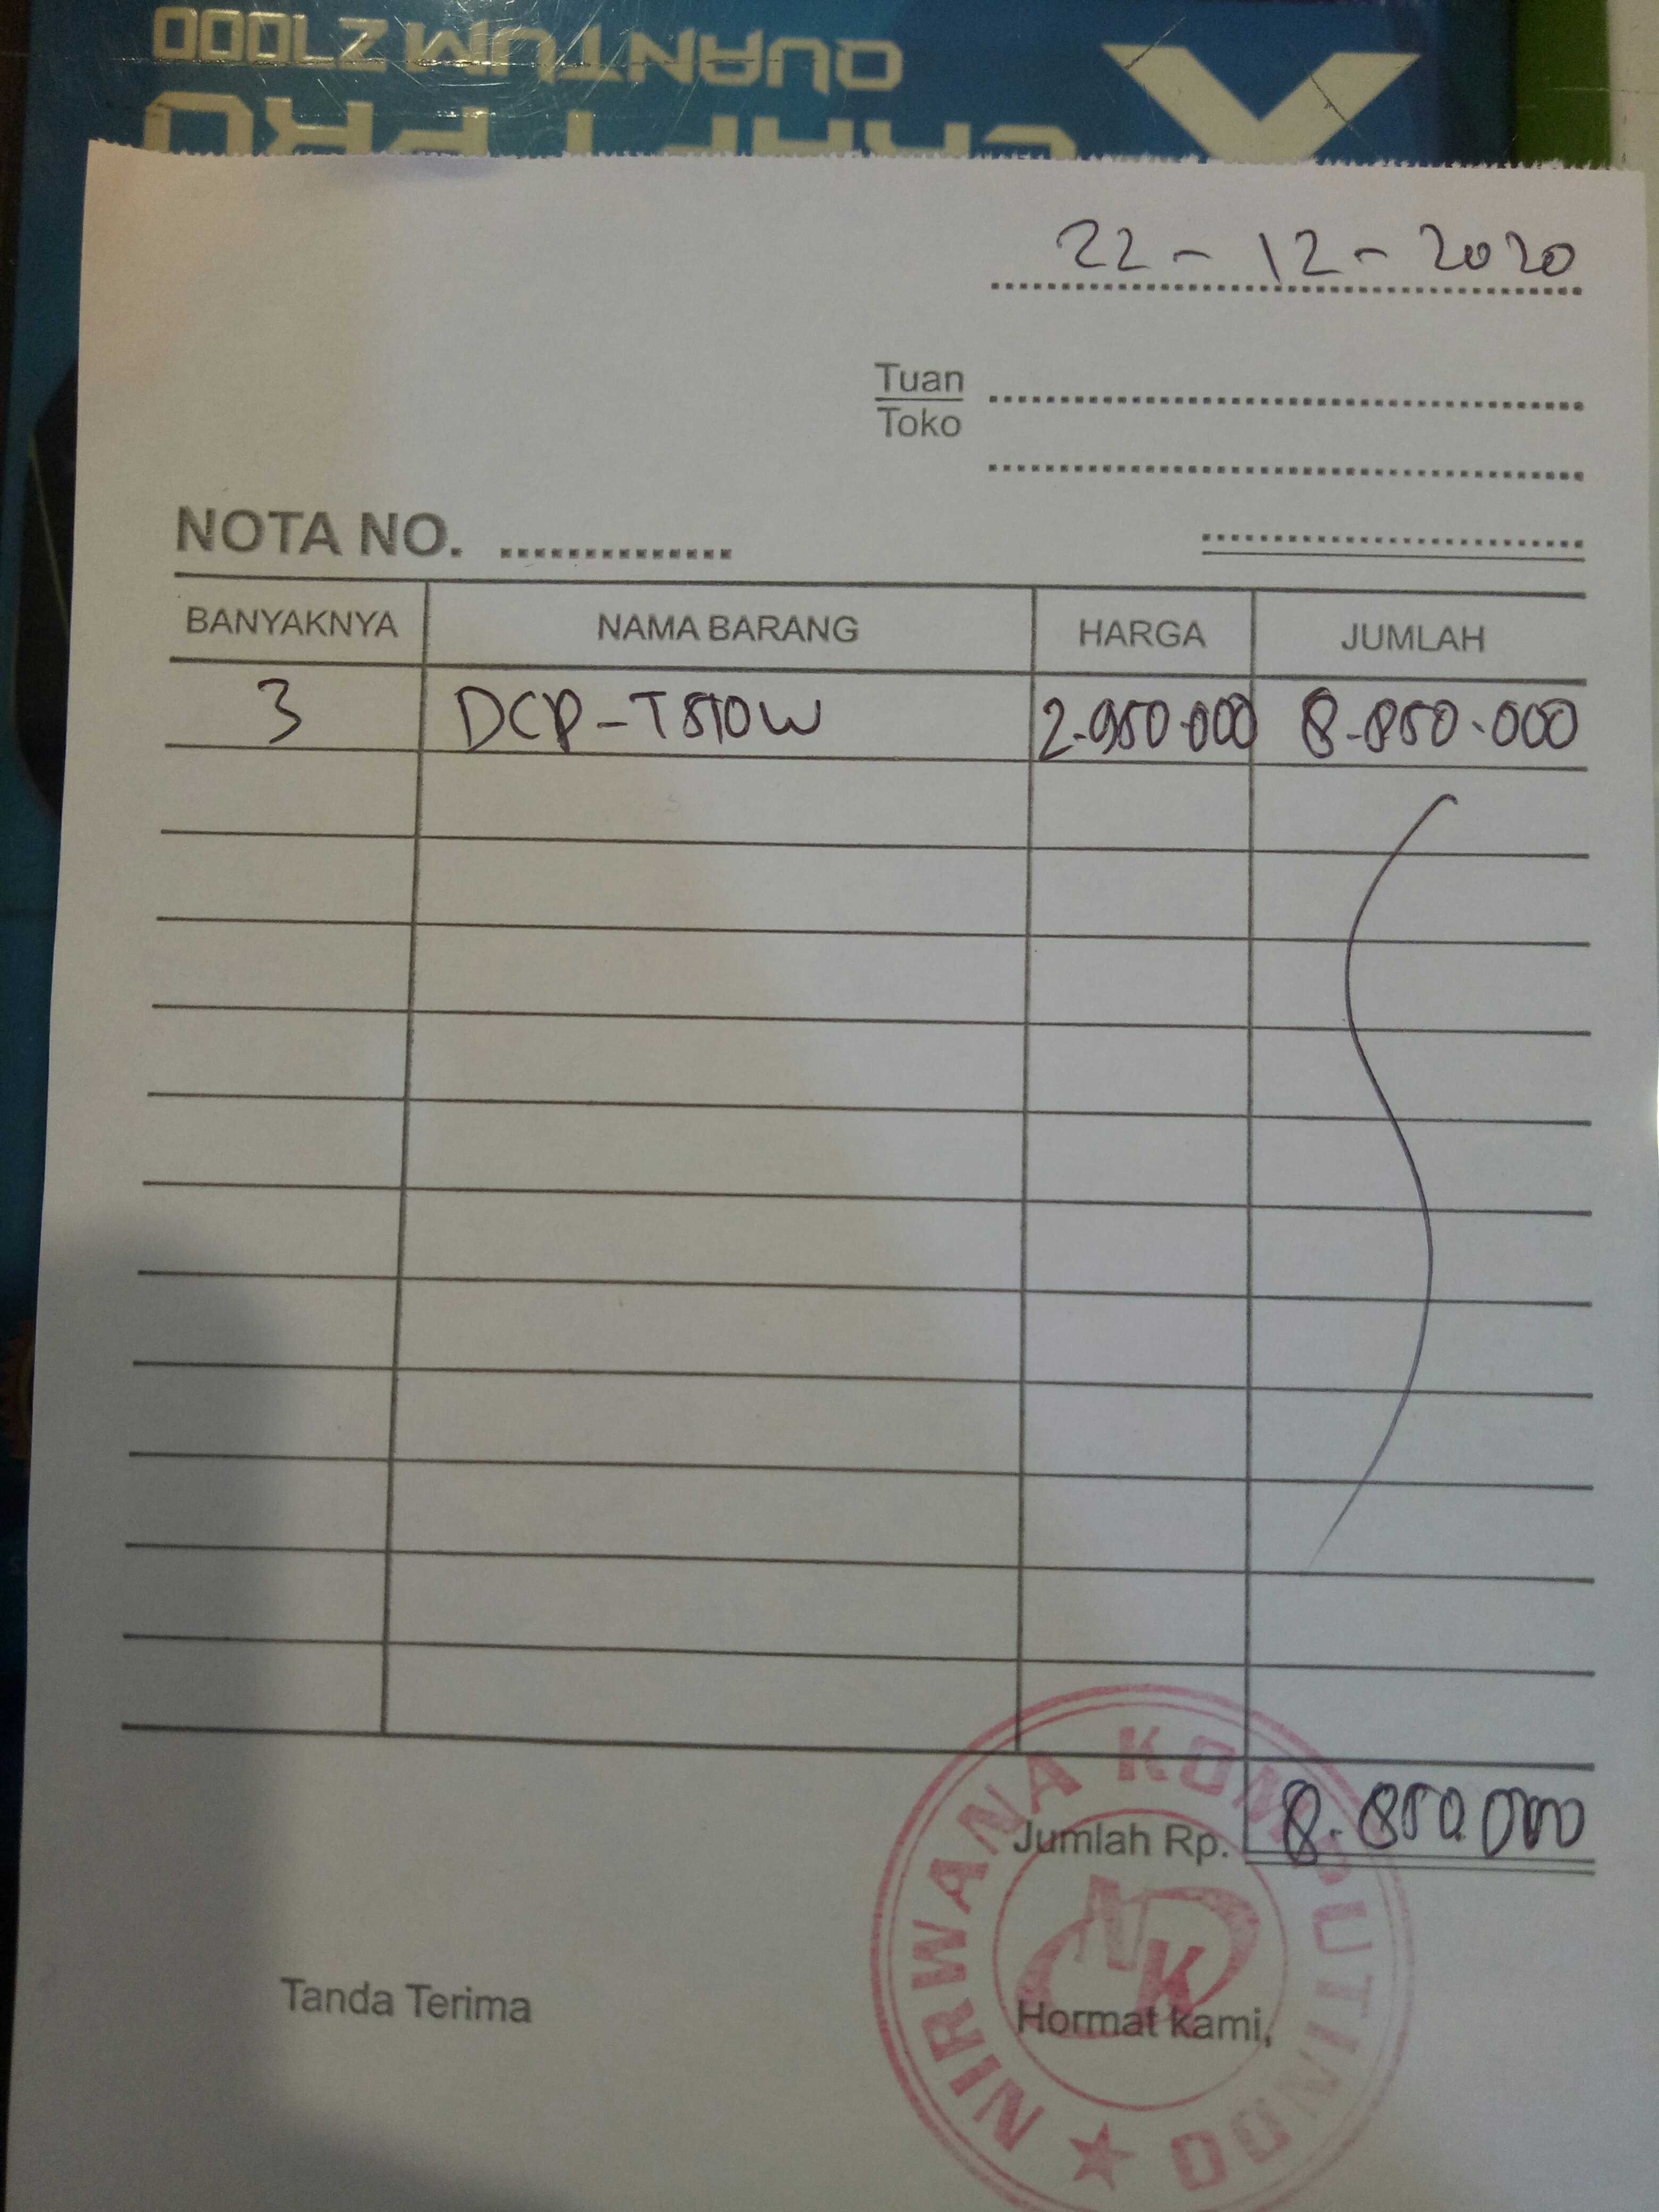 QUANTUM Z1000
22 - 12 - 2020
Tuan
Toko
NOTA NO.
BANYAKNYA NAMA BARANG HARGA JUMLAH
3 DCP-T510W 2.950.000 8.850.000
Jumlah Rp. 8.850.000
Tanda Terima Hormat kami,
NIRWANA KOMPUTINDO
NK